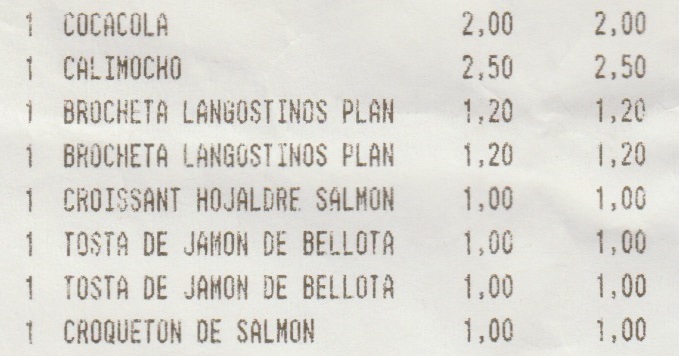 1 COCACOLA 2,00 2,00
1 CALIMOCHO 2,50 2,50
1 BROCHETA LANGOSTINOS PLAN 1,20 1,20
1 BROCHETA LANGOSTINOS PLAN 1,20 1,20
1 CROISSANT HOJALDRE SALMON 1,00 1,00
1 TOSTA DE JAMON DE BELLOTA 1,00 1,00
1 TOSTA DE JAMON DE BELLOTA 1,00 1,00
1 CROQUETON DE SALMON 1,00 1,00